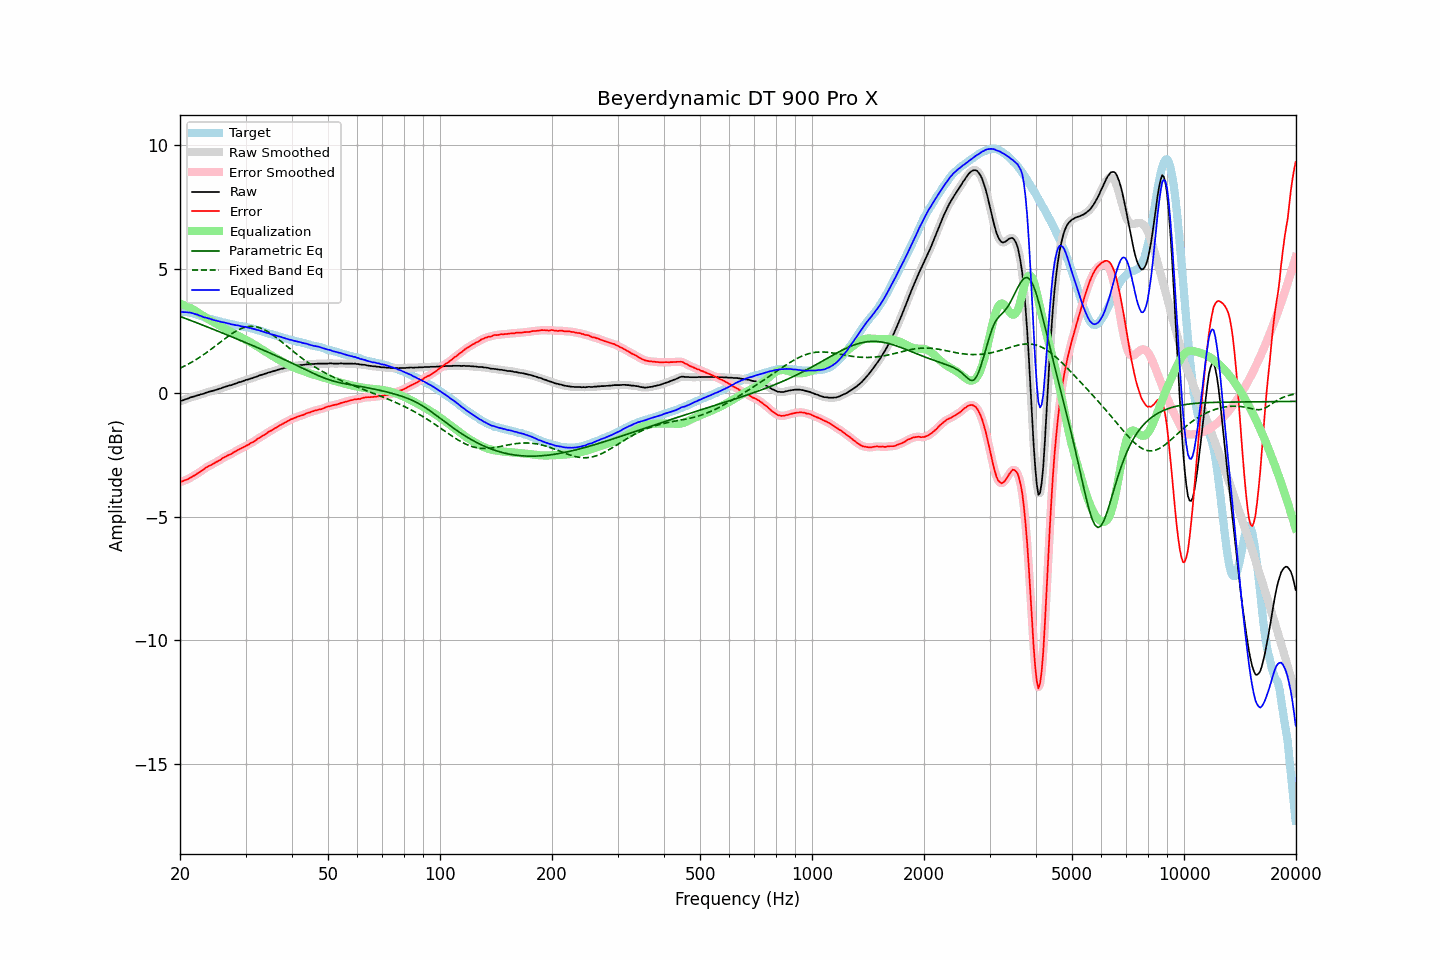 Beyerdynamic DT 900 Pro X
Target
Raw Smoothed
Error Smoothed
Raw
Error
Equalization
Parametric Eq
Fixed Band Eq
Equalized
10
5
0
−5
−10
−15
Amplitude (dBr)
20
50
100
200
500
1000
2000
5000
10000
20000
Frequency (Hz)